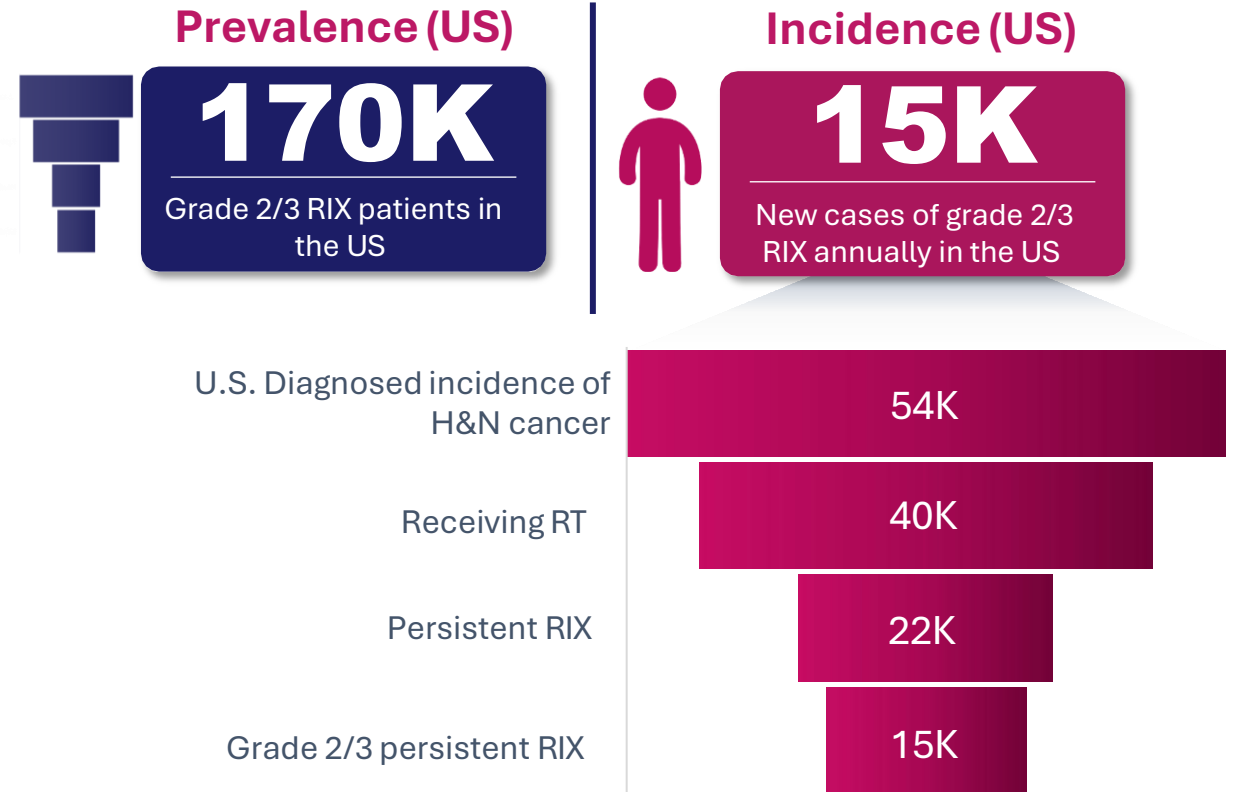 Prevalence (US)
170K
Grade 2/3 RIX patients in
the US
Incidence (US)
15K
New cases of grade 2/3
RIX annually in the US
U.S. Diagnosed incidence of
H&N cancer
54K
Receiving RT
40K
Persistent RIX
22K
Grade 2/3 persistent RIX
15K